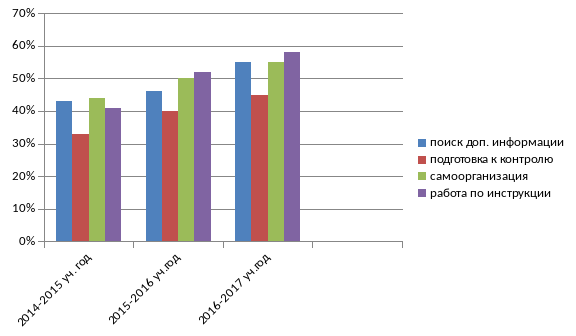 70%
60%
50%
40%
30%
20%
10%
0%
2014-2015 уч. год
2015-2016 уч.год
2016-2017 уч.год
поиск доп. информации
подготовка к контролю
самоорганизация
работа по инструкции